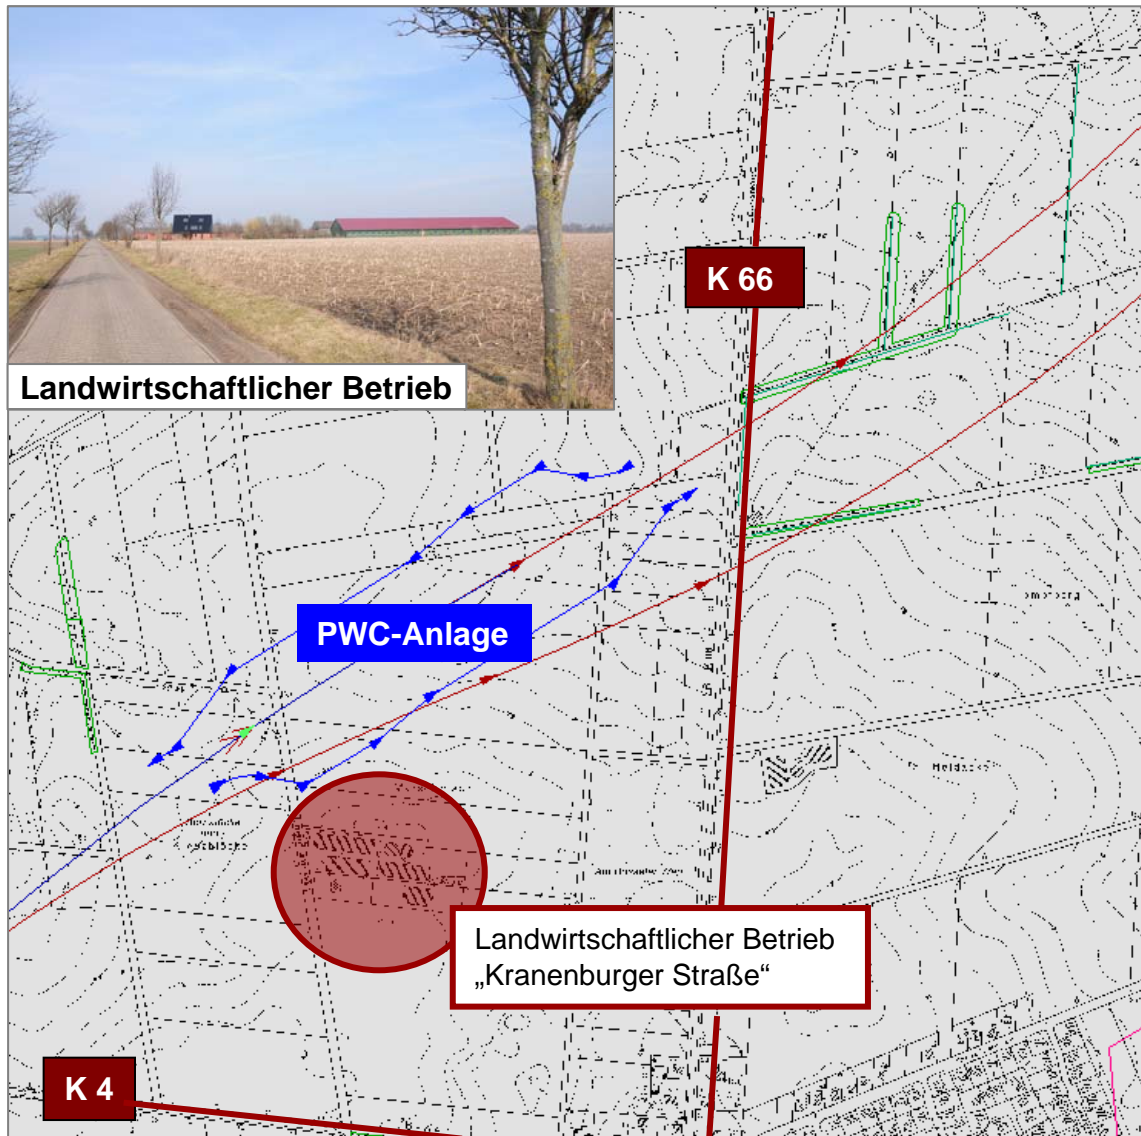 Landwirtschaftlicher Betrieb
K 66
PWC-Anlage
Landwirtschaftlicher Betrieb
„Kranenburger Straße“
K 4